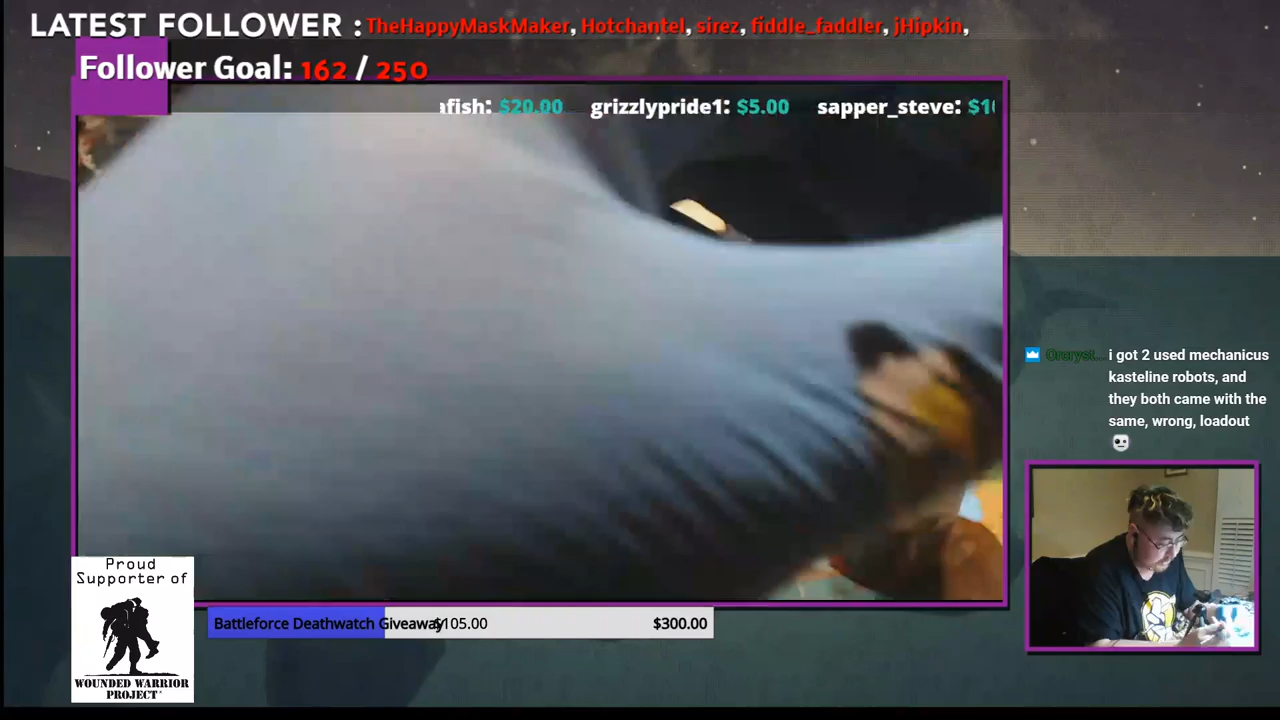 LATEST FOLLOWER : TheHappyMaskMaker, Hotchantel, sirez, fiddle_faddler, jHipkin,
Follower Goal: 162 / 250
afish: $20.00 grizzlypride1: $5.00 sapper_steve: $10
i got 2 used mechanicus
kasteline robots, and
they both came with the
same, wrong, loadout
Proud
Supporter of
WOUNDED WARRIOR
PROJECT
Battleforce Deathwatch Giveaway $105.00 $300.00